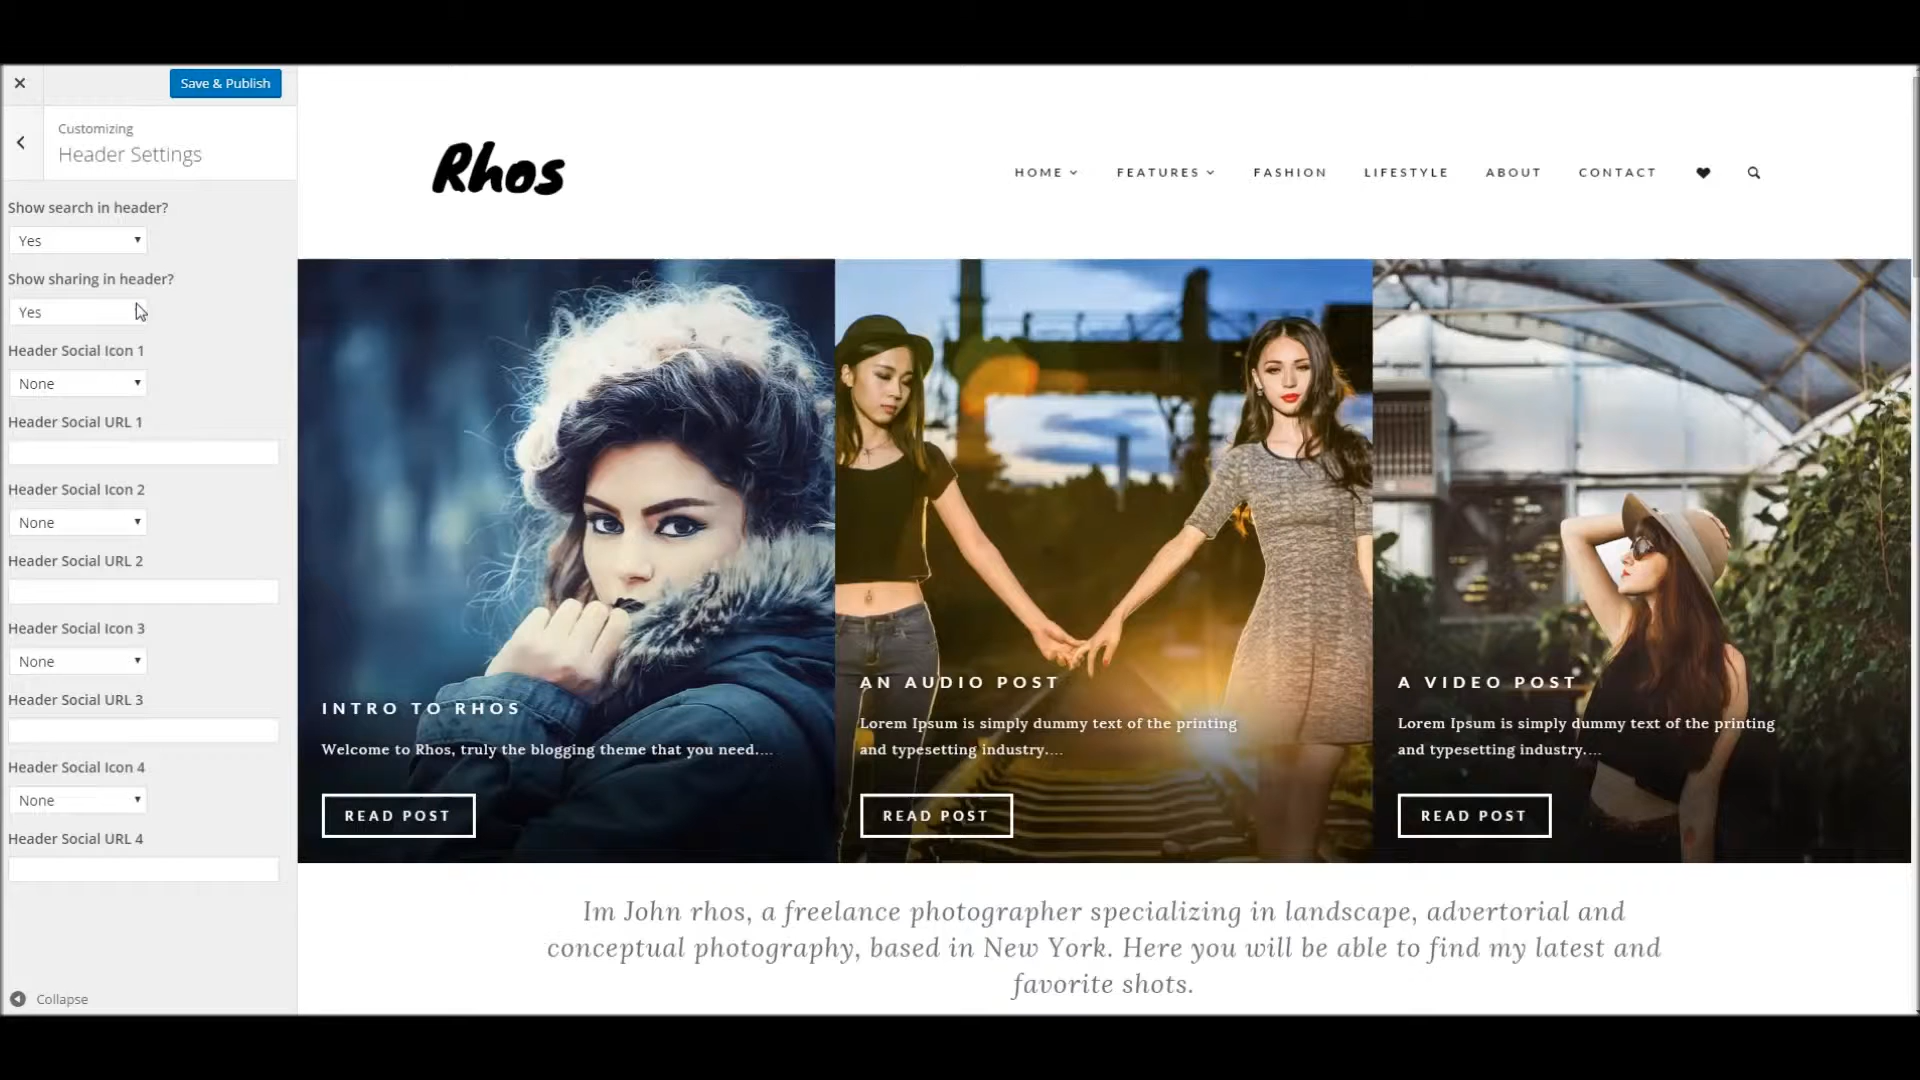 Save & Publish
Customizing
Header Settings
Show search in header?
Yes
Show sharing in header?
Yes
Header Social Icon 1
None
Header Social URL 1
Header Social Icon 2
None
Header Social URL 2
Header Social Icon 3
None
Header Social URL 3
Header Social Icon 4
None
Header Social URL 4
Collapse
Rhos
HOME FEATURES FASHION LIFESTYLE ABOUT CONTACT
INTRO TO RHOS
Welcome to Rhos, truly the blogging theme that you need....
READ POST
AN AUDIO POST
Lorem Ipsum is simply dummy text of the printing
and typesetting industry....
READ POST
A VIDEO POST
Lorem Ipsum is simply dummy text of the printing
and typesetting industry....
READ POST
Im John rhos, a freelance photographer specializing in landscape, advertorial and
conceptual photography, based in New York. Here you will be able to find my latest and
favorite shots.